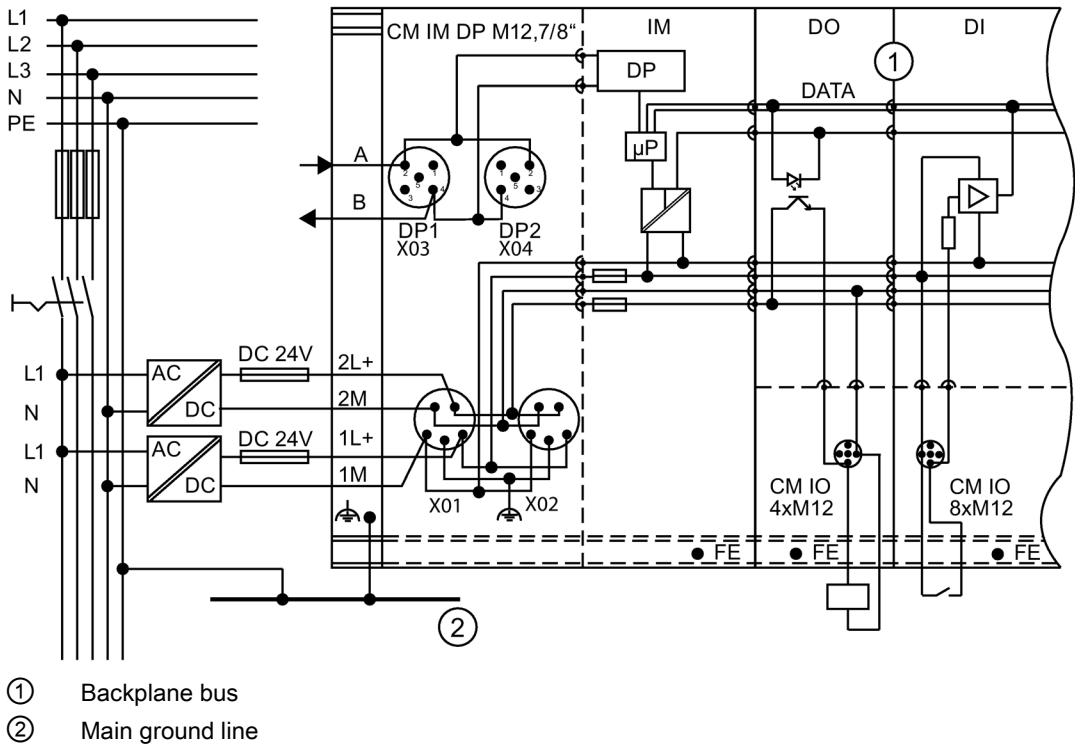 L1
L2
L3
N
PE
CM IM DP M12,7/8“
IM
DO
DI
1
DP
DATA
µP
A
B
2 1 5 3 4
1 2 5 4 3
DP1
X03
DP2
X04
L1
AC
DC
DC 24V
2L+
N
2M
L1
AC
DC
DC 24V
1L+
N
1M
X01
X02
CM IO
4xM12
CM IO
8xM12
FE
FE
FE
2
1 Backplane bus
2 Main ground line